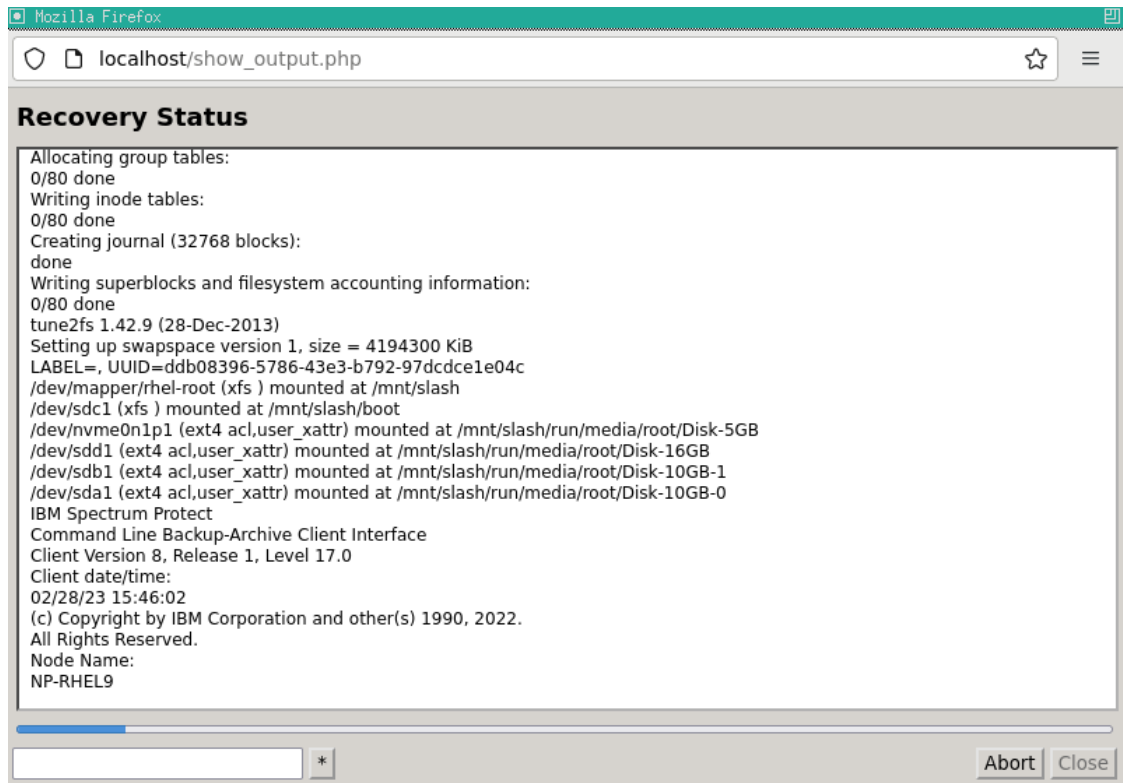 Mozilla Firefox
localhost/show_output.php
Recovery Status
Allocating group tables:
0/80 done
Writing inode tables:
0/80 done
Creating journal (32768 blocks):
done
Writing superblocks and filesystem accounting information:
0/80 done
tune2fs 1.42.9 (28-Dec-2013)
Setting up swapspace version 1, size = 4194300 KiB
LABEL=, UUID=ddb08396-5786-43e3-b792-97dcdce1e04c
/dev/mapper/rhel-root (xfs ) mounted at /mnt/slash
/dev/sdc1 (xfs ) mounted at /mnt/slash/boot
/dev/nvme0n1p1 (ext4 acl,user_xattr) mounted at /mnt/slash/run/media/root/Disk-5GB
/dev/sdd1 (ext4 acl,user_xattr) mounted at /mnt/slash/run/media/root/Disk-16GB
/dev/sdb1 (ext4 acl,user_xattr) mounted at /mnt/slash/run/media/root/Disk-10GB-1
/dev/sda1 (ext4 acl,user_xattr) mounted at /mnt/slash/run/media/root/Disk-10GB-0
IBM Spectrum Protect
Command Line Backup-Archive Client Interface
Client Version 8, Release 1, Level 17.0
Client date/time:
02/28/23 15:46:02
(c) Copyright by IBM Corporation and other(s) 1990, 2022.
All Rights Reserved.
Node Name:
NP-RHEL9
* Abort Close